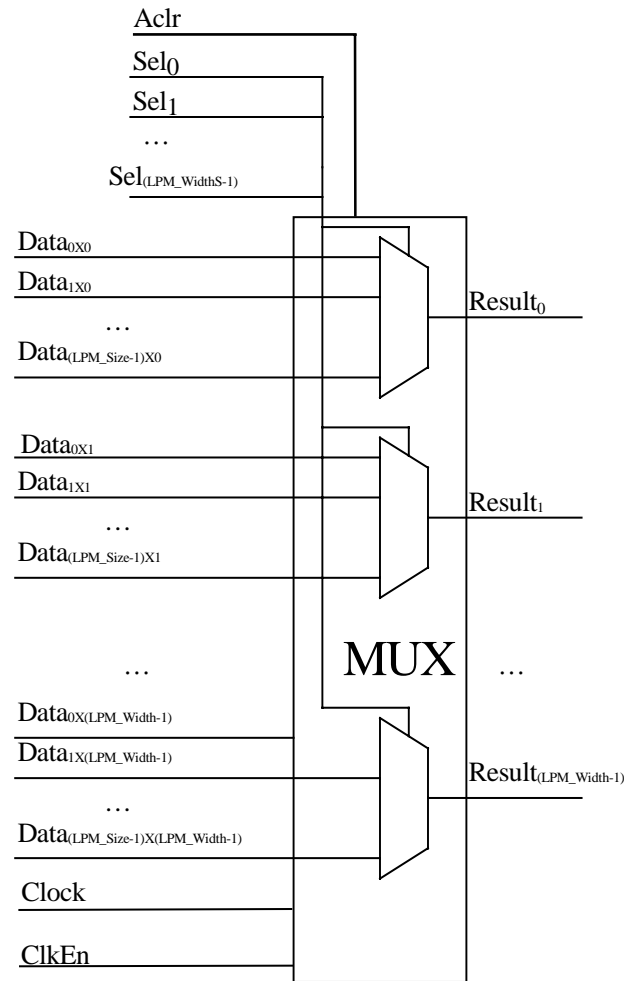 Aclr
Sel0
Sel1
…
Sel(LPM_WidthS-1)
Data0X0
Data1X0
…
Data(LPM_Size-1)X0
Result0
Data0X1
Data1X1
…
Data(LPM_Size-1)X1
Result1
MUX
…
…
Data0X(LPM_Width-1)
Data1X(LPM_Width-1)
…
Data(LPM_Size-1)X(LPM_Width-1)
Result(LPM_Width-1)
Clock
ClkEn